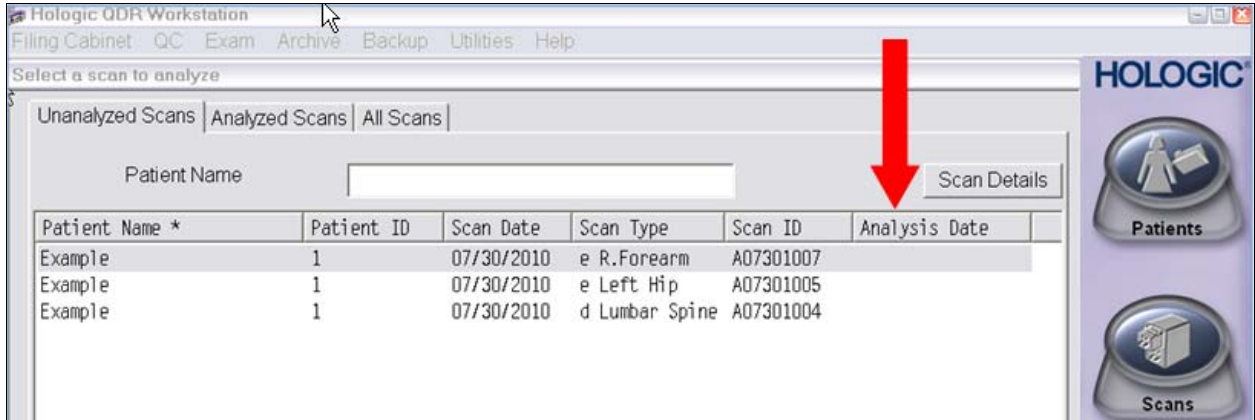 Hologic QDR Workstation
Filing Cabinet QC Exam Archive Backup Utilities Help
Select a scan to analyze
HOLOGIC
Unanalyzed Scans Analyzed Scans All Scans
Patient Name
Scan Details
Patient Name * Patient ID Scan Date Scan Type Scan ID Analysis Date
Example 1 07/30/2010 e R.Forearm A07301007
Example 1 07/30/2010 e Left Hip A07301005
Example 1 07/30/2010 d Lumbar Spine A07301004
Patients
Scans